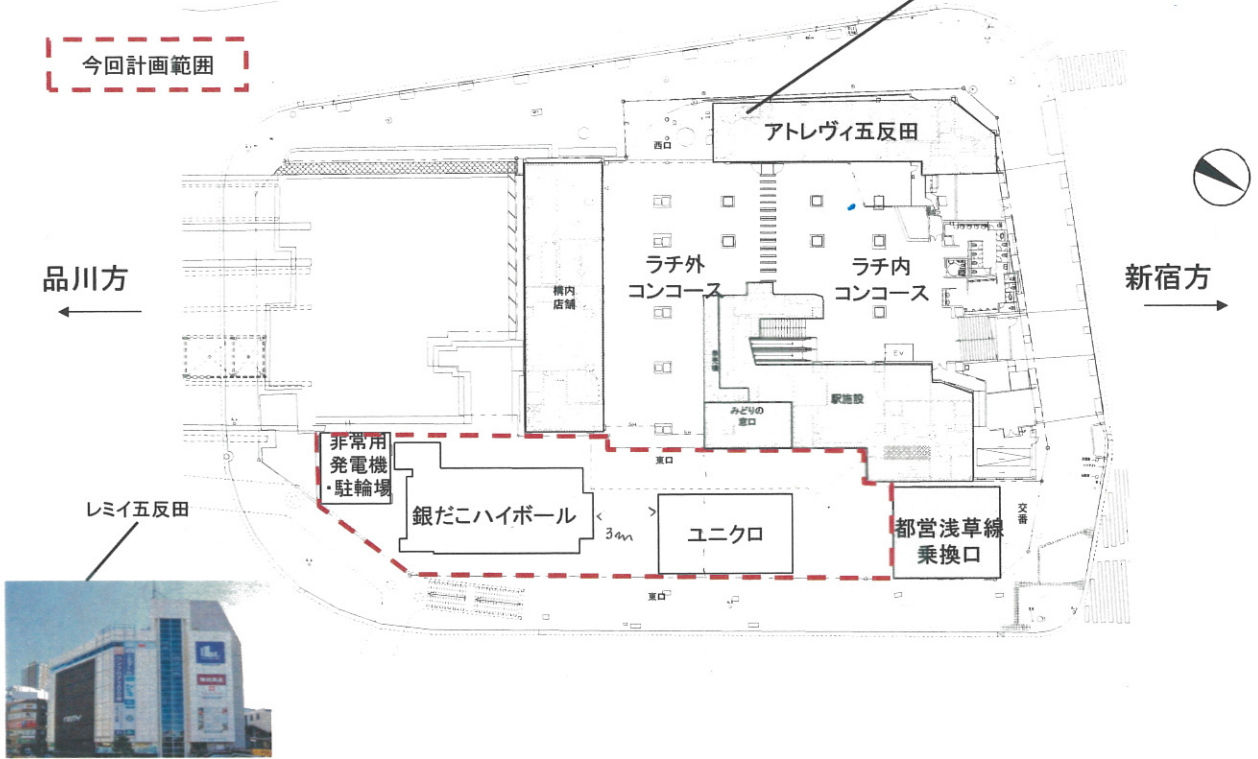 今回計画範囲
アトレヴィ五反田
西口
品川方
新宿方
ラチ外
コンコース
ラチ内
コンコース
構内
店舗
EV
駅施設
みどりの
窓口
非常用
発電機
・駐輪場
東口
銀だこハイボール
3m
ユニクロ
都営浅草線
乗換口
交番
レミィ五反田
東口